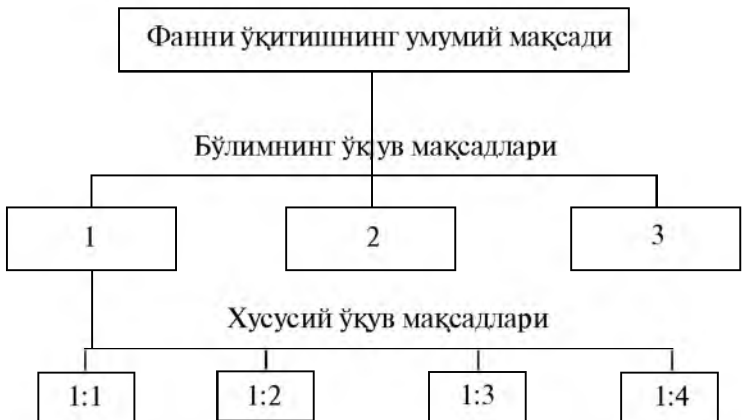 Фанни ўқитишнинг умумий мақсади
Бўлимнинг ўқув мақсадлари
1 2 3
Хусусий ўқув мақсадлари
1:1 1:2 1:3 1:4